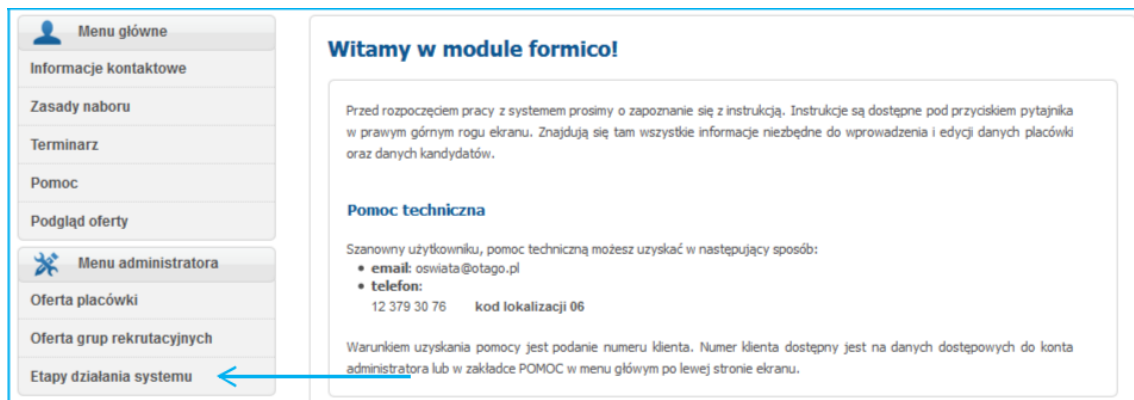 Menu główne
Informacje kontaktowe
Zasady naboru
Terminarz
Pomoc
Podgląd oferty
Menu administratora
Oferta placówki
Oferta grup rekrutacyjnych
Etapy działania systemu
Witamy w module formico!
Przed rozpoczęciem pracy z systemem prosimy o zapoznanie się z instrukcją. Instrukcje są dostępne pod przyciskiem pytajnika
w prawym górnym rogu ekranu. Znajdują się tam wszystkie informacje niezbędne do wprowadzenia i edycji danych placówki
oraz danych kandydatów.
Pomoc techniczna
Szanowny użytkowniku, pomoc techniczną możesz uzyskać w następujący sposób:
• email: oswiata@otago.pl
• telefon:
12 379 30 76 kod lokalizacji 06
Warunkiem uzyskania pomocy jest podanie numeru klienta. Numer klienta dostępny jest na danych dostępowych do konta
administratora lub w zakładce POMOC w menu głównym po lewej stronie ekranu.